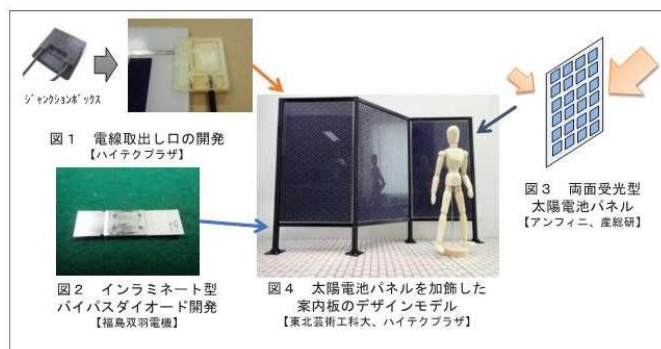 ジャンクションボックス
図1 電線取出し口の開発
【ハイテクプラザ】
図2 インラミネート型
バイパスダイオード開発
【福島双羽電機】
図3 両面受光型
太陽電池パネル
【アンフィニ、産総研】
図4 太陽電池パネルを加飾した
案内板のデザインモデル
【東北芸術工科大、ハイテクプラザ】